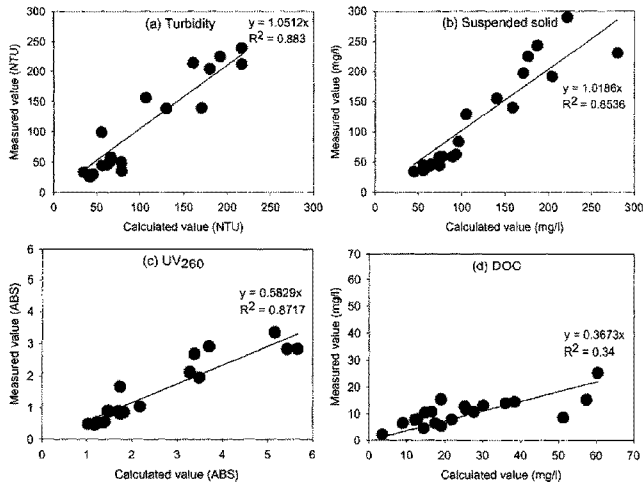 (a) Turbidity
y = 1.0512x
R2 = 0.883
Measured value (NTU)
300
250
200
150
100
50
0
0 50 100 150 200 250 300
Calculated value (NTU)
(b) Suspended solid
y = 1.0186x
R2 = 0.8536
Measured value (mg/l)
300
250
200
150
100
50
0
0 50 100 150 200 250 300
Calculated value (mg/l)
(c) UV260
y = 0.5829x
R2 = 0.8717
Measured value (ABS)
6
5
4
3
2
1
0
0 1 2 3 4 5 6
Calculated value (ABS)
(d) DOC
y = 0.3673x
R2 = 0.34
Measured value (mg/l)
70
60
50
40
30
20
10
0
0 10 20 30 40 50 60 70
Calculated value (mg/l)